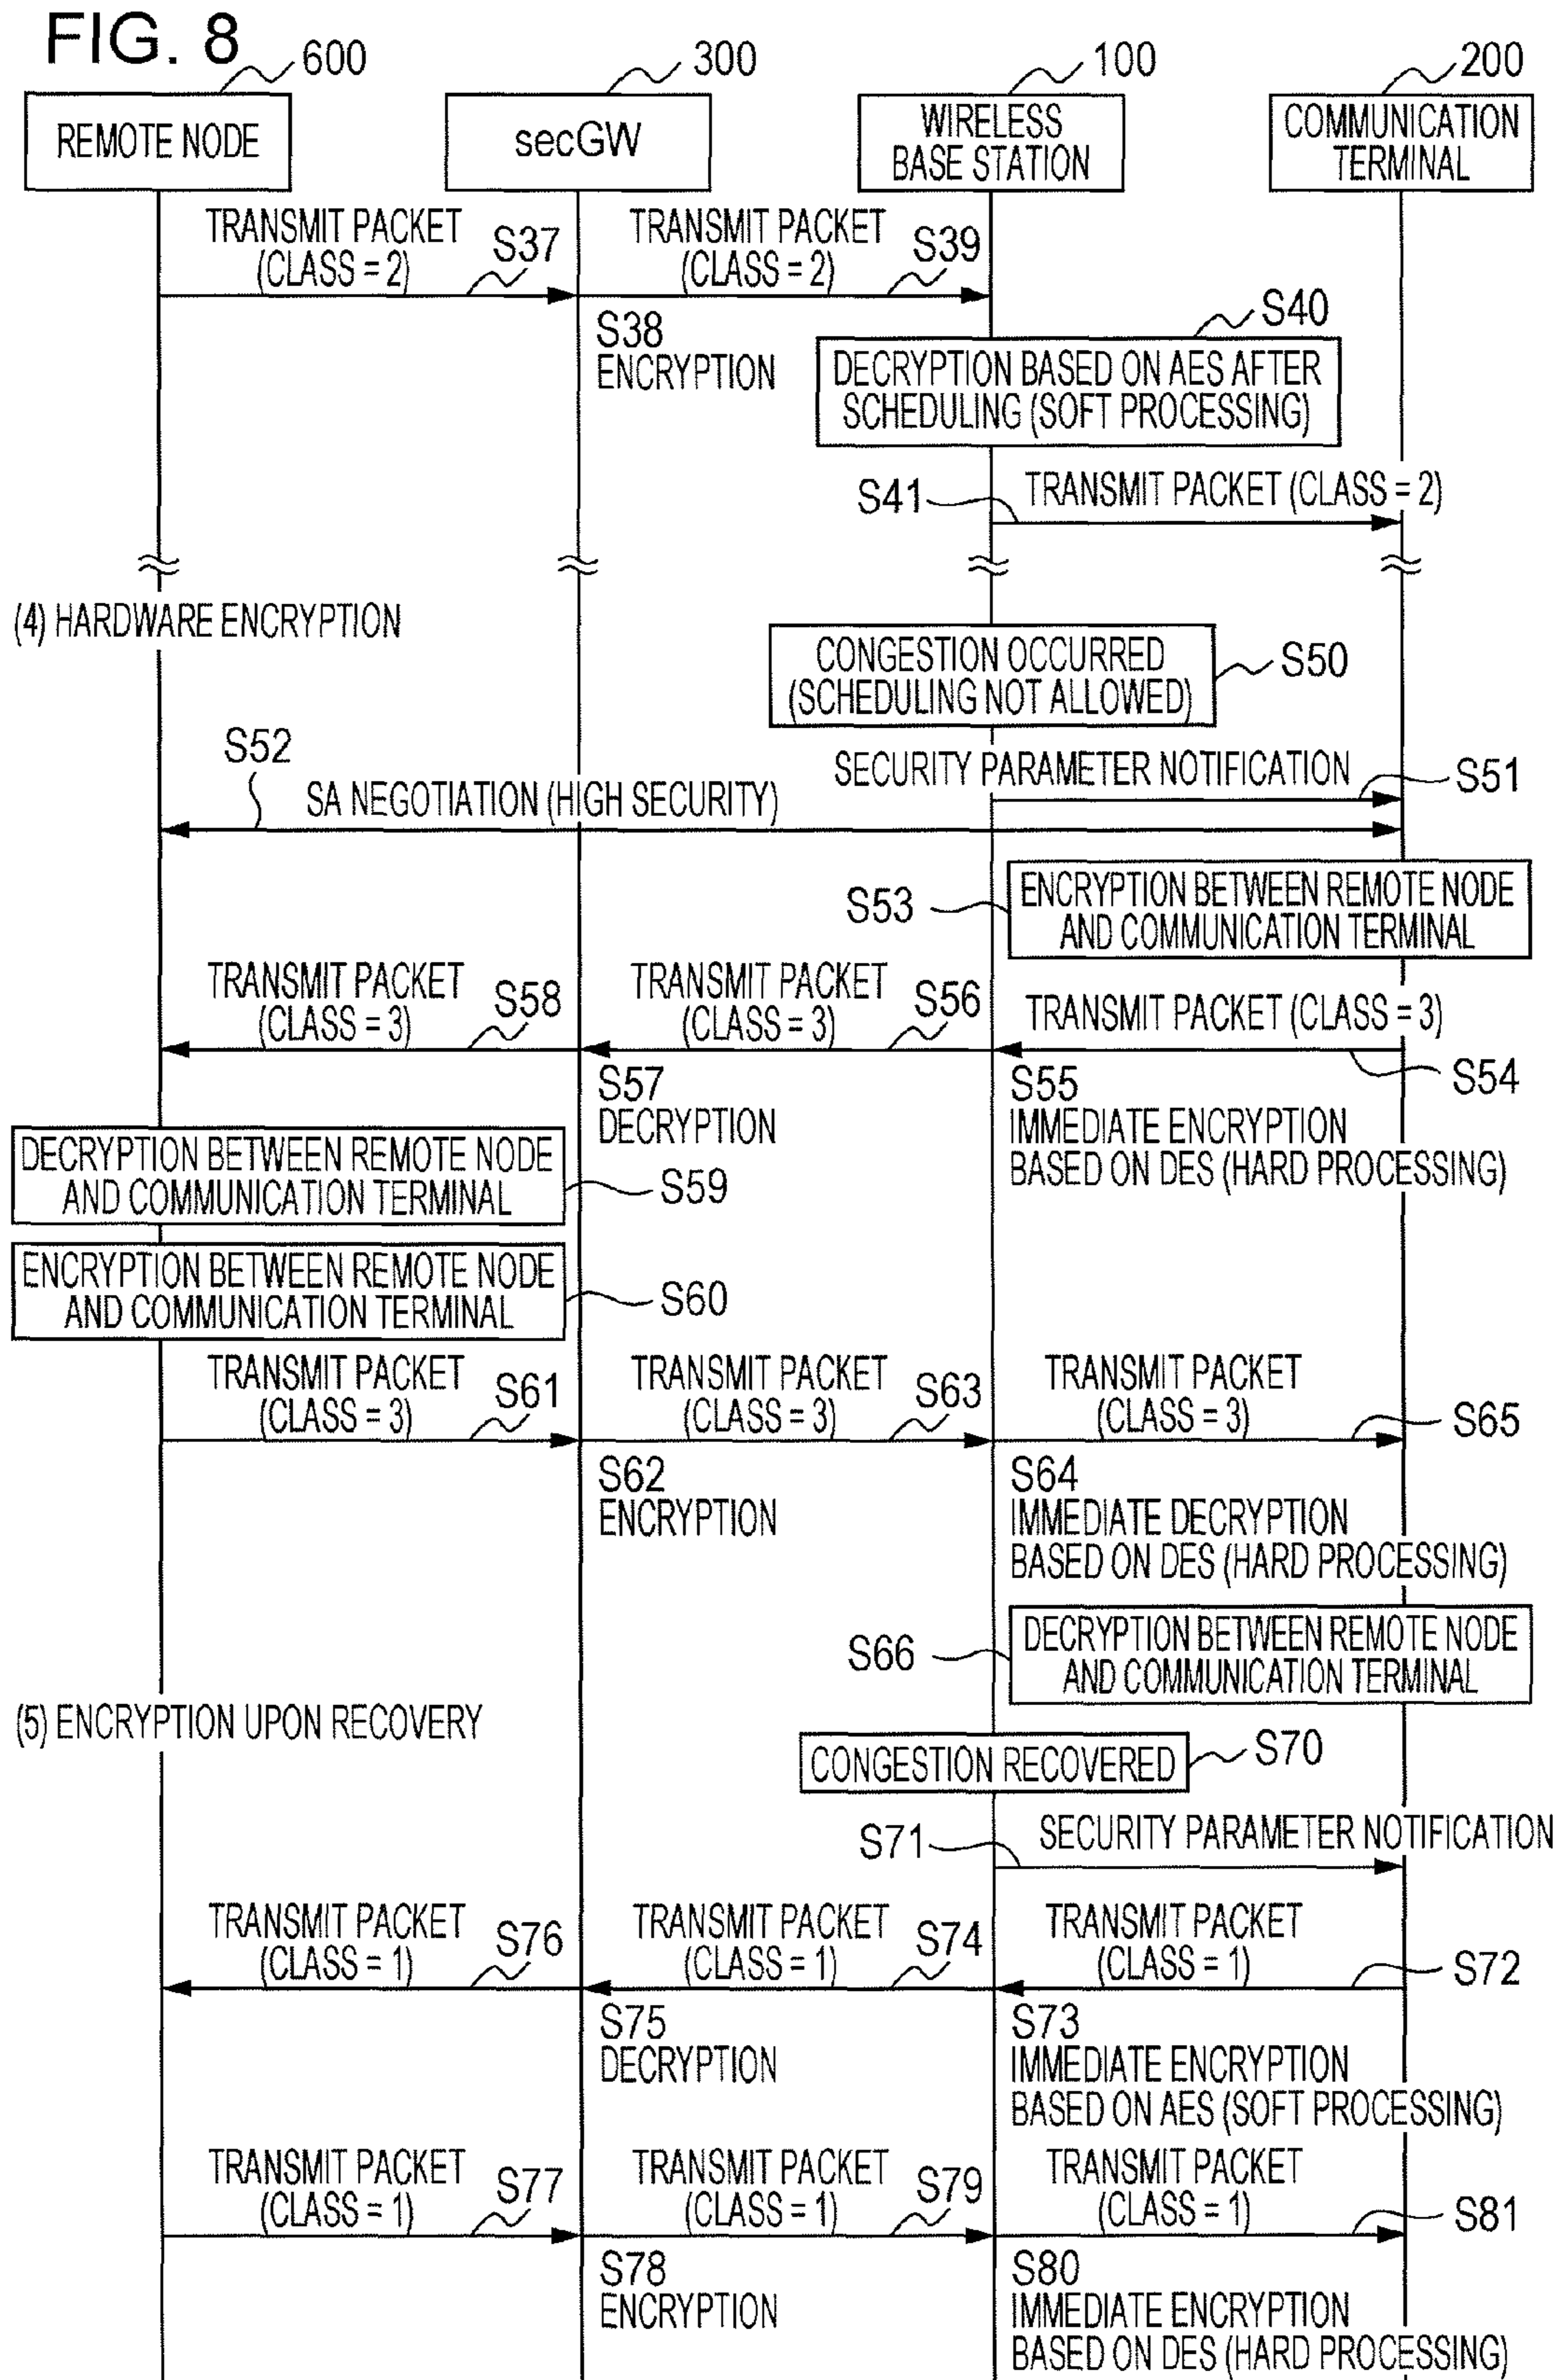 FIG. 8
600
300
100
200
REMOTE NODE
secGW
WIRELESS
BASE STATION
COMMUNICATION
TERMINAL
TRANSMIT PACKET
(CLASS = 2)
S37
TRANSMIT PACKET
(CLASS = 2)
S39
S38
ENCRYPTION
S40
DECRYPTION BASED ON AES AFTER
SCHEDULING (SOFT PROCESSING)
S41
TRANSMIT PACKET (CLASS = 2)
(4) HARDWARE ENCRYPTION
CONGESTION OCCURRED
(SCHEDULING NOT ALLOWED)
S50
S52
SECURITY PARAMETER NOTIFICATION
S51
SA NEGOTIATION (HIGH SECURITY)
S53
ENCRYPTION BETWEEN REMOTE NODE
AND COMMUNICATION TERMINAL
TRANSMIT PACKET
(CLASS = 3)
S58
TRANSMIT PACKET
(CLASS = 3)
S56
TRANSMIT PACKET (CLASS = 3)
S54
S57
DECRYPTION
S55
IMMEDIATE ENCRYPTION
BASED ON DES (HARD PROCESSING)
DECRYPTION BETWEEN REMOTE NODE
AND COMMUNICATION TERMINAL
S59
ENCRYPTION BETWEEN REMOTE NODE
AND COMMUNICATION TERMINAL
S60
TRANSMIT PACKET
(CLASS = 3)
S61
TRANSMIT PACKET
(CLASS = 3)
S63
TRANSMIT PACKET
(CLASS = 3)
S65
S62
ENCRYPTION
S64
IMMEDIATE DECRYPTION
BASED ON DES (HARD PROCESSING)
S66
DECRYPTION BETWEEN REMOTE NODE
AND COMMUNICATION TERMINAL
(5) ENCRYPTION UPON RECOVERY
CONGESTION RECOVERED
S70
S71
SECURITY PARAMETER NOTIFICATION
TRANSMIT PACKET
(CLASS = 1)
S76
TRANSMIT PACKET
(CLASS = 1)
S74
TRANSMIT PACKET
(CLASS = 1)
S72
S75
DECRYPTION
S73
IMMEDIATE ENCRYPTION
BASED ON AES (SOFT PROCESSING)
TRANSMIT PACKET
(CLASS = 1)
S77
TRANSMIT PACKET
(CLASS = 1)
S79
TRANSMIT PACKET
(CLASS = 1)
S81
S78
ENCRYPTION
S80
IMMEDIATE ENCRYPTION
BASED ON DES (HARD PROCESSING)